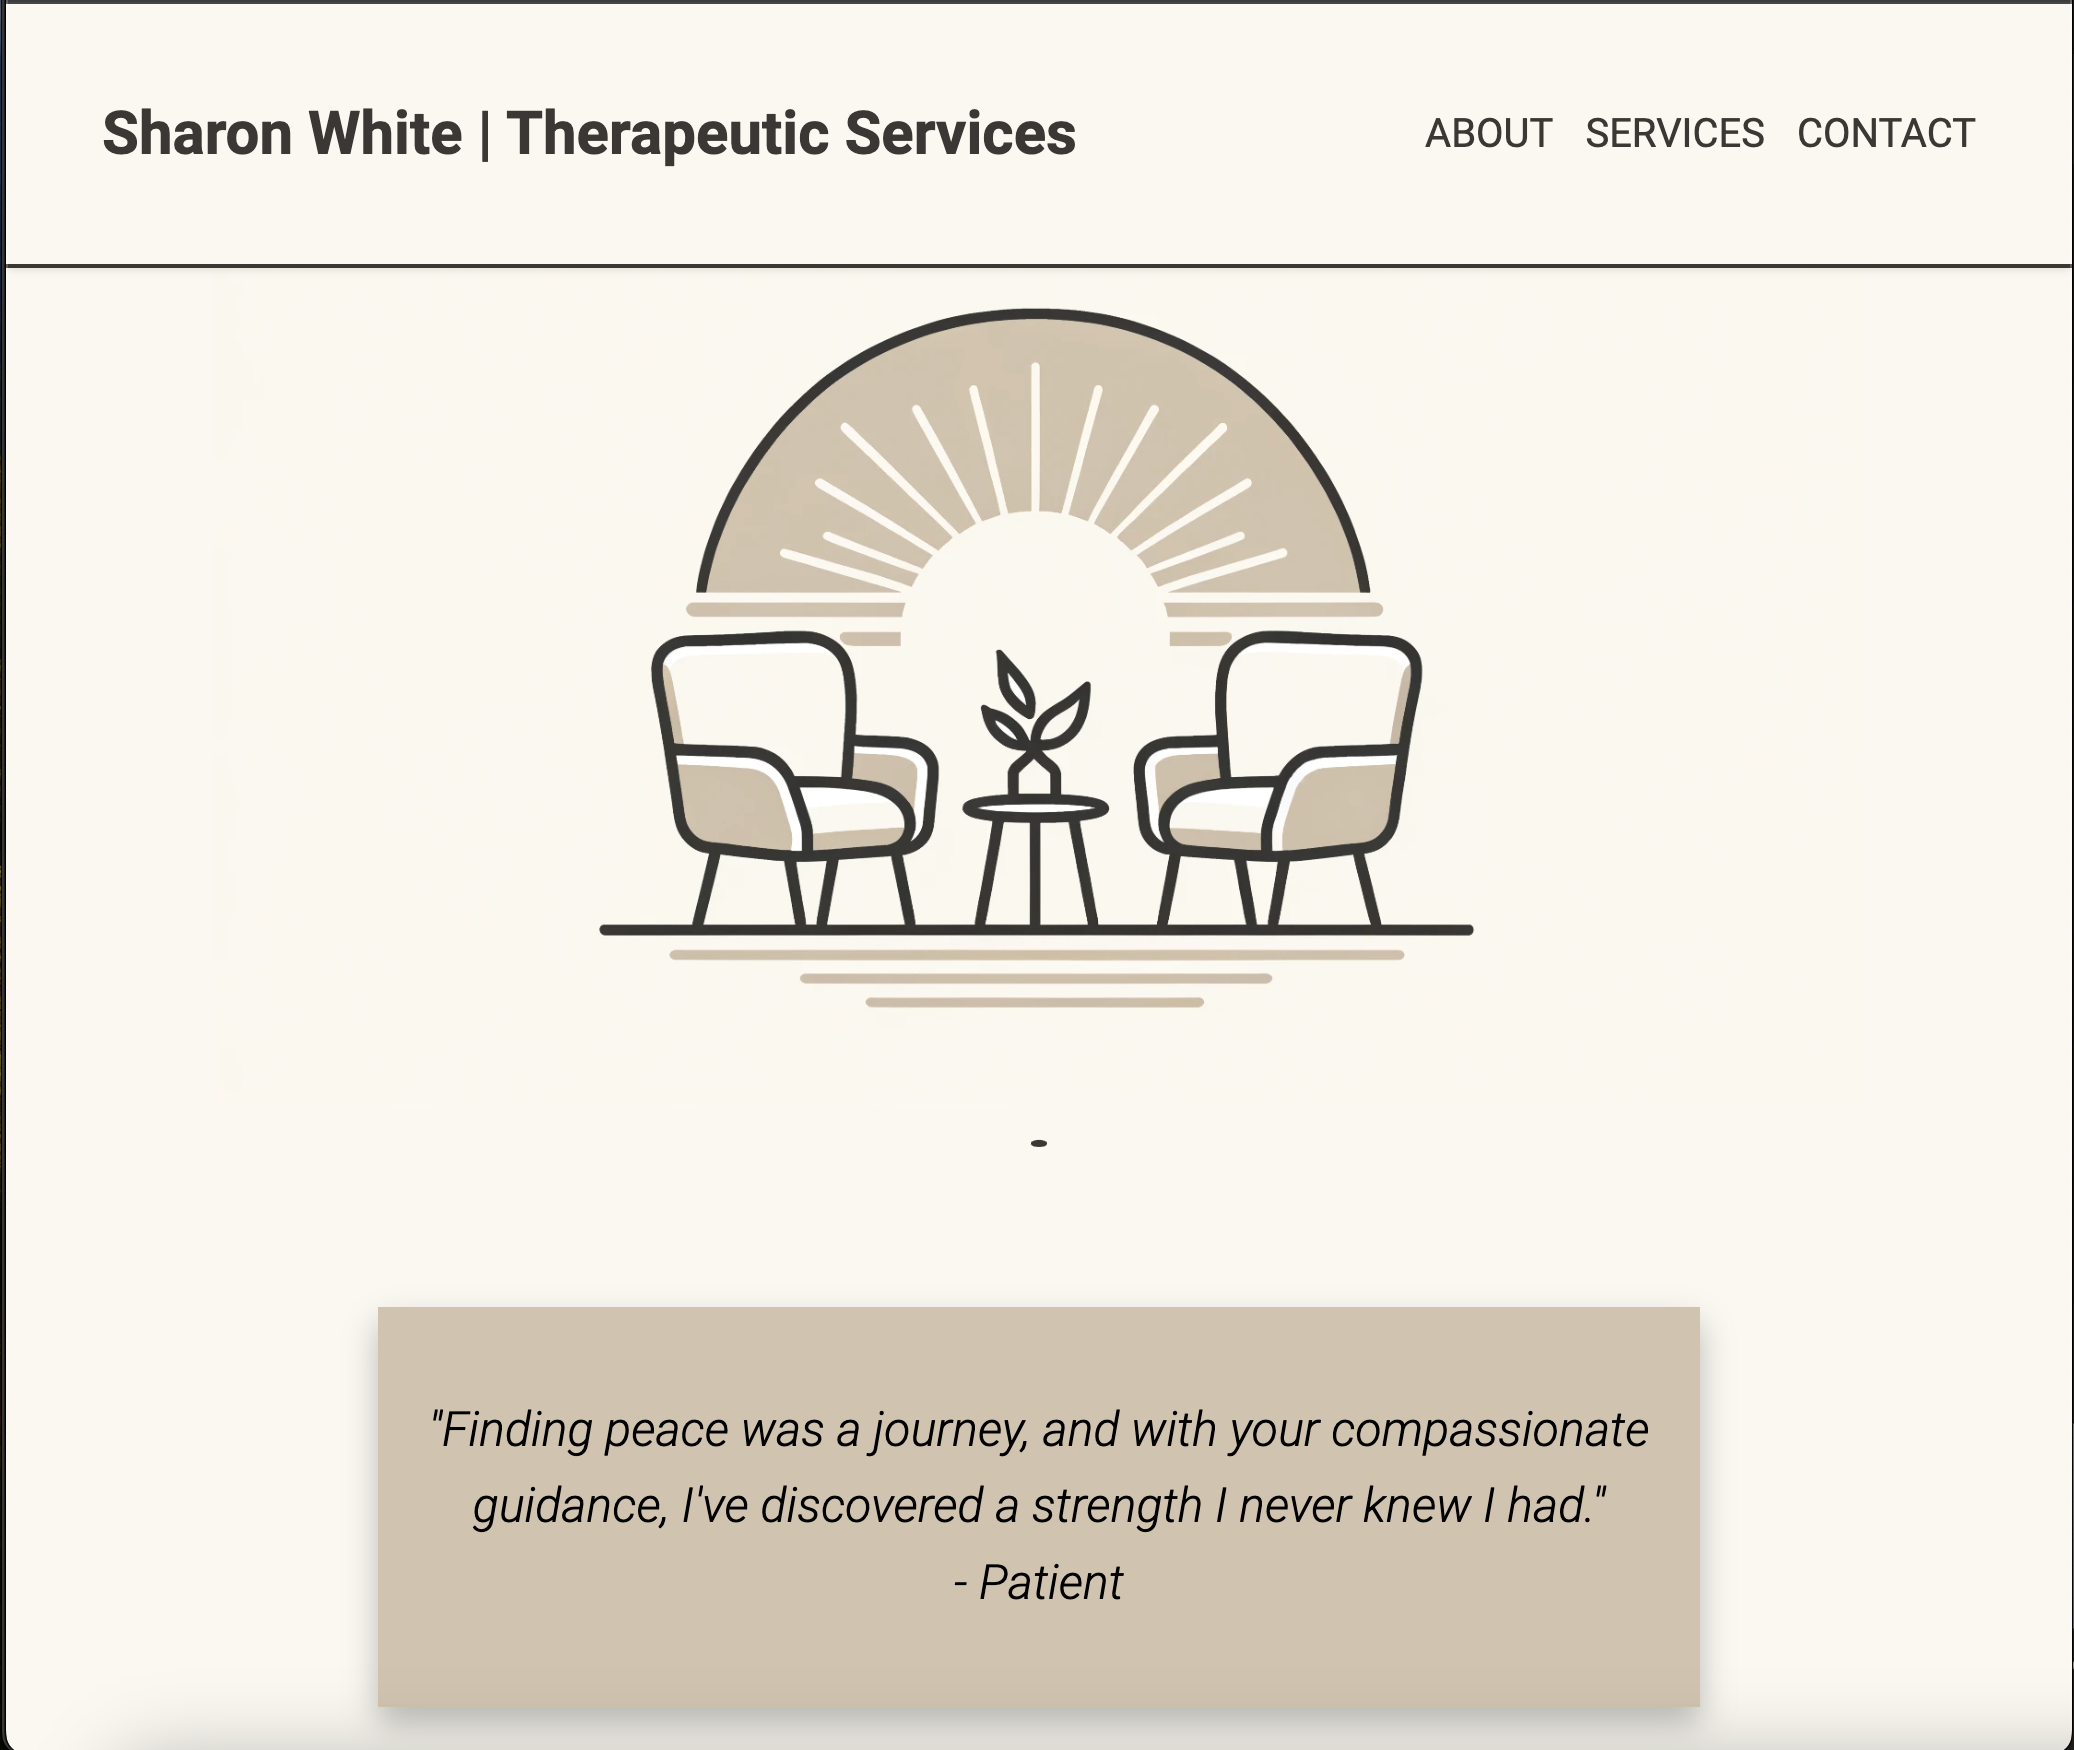 Sharon White | Therapeutic Services
ABOUT SERVICES CONTACT
"Finding peace was a journey, and with your compassionate
guidance, I've discovered a strength I never knew I had."
- Patient